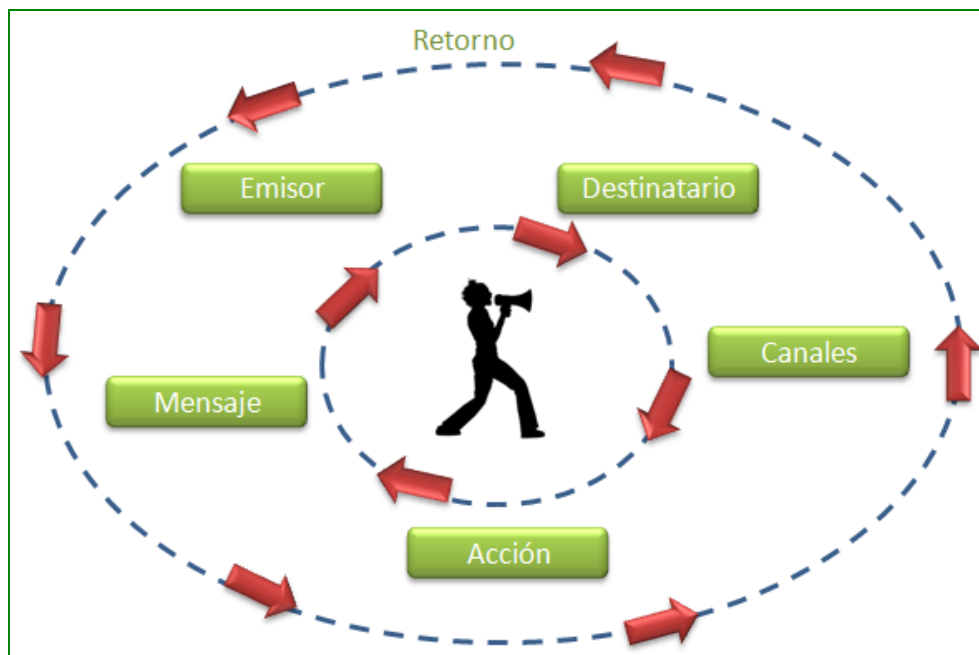 Retorno
Emisor
Destinatario
Canales
Mensaje
Acción